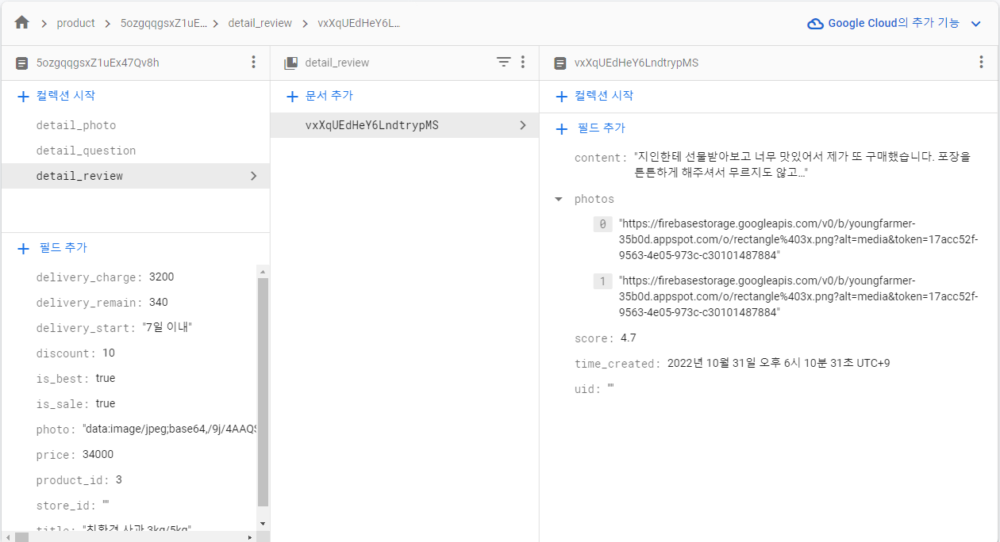 product
5ozgqqgsxZ1uE...
detail_review
vxXqUEdHeY6L...
Google Cloud의 추가 기능
5ozgqqgsxZ1uEx47Qv8h
컬렉션 시작
detail_photo
detail_question
detail_review
필드 추가
delivery_charge: 3200
delivery_remain: 340
delivery_start: "7일 이내"
discount: 10
is_best: true
is_sale: true
photo: "data:image/jpeg;base64,/9j/4AAQS
price: 34000
product_id: 3
store_id: ""
title: "친환경 사과 3kg/5kg"
detail_review
문서 추가
vxXqUEdHeY6LndtrypMS
vxXqUEdHeY6LndtrypMS
컬렉션 시작
필드 추가
content: "지인한테 선물받아보고 너무 맛있어서 제가 또 구매했습니다. 포장을
튼튼하게 해주셔서 무르지도 않고..."
photos
0 "https://firebasestorage.googleapis.com/v0/b/youngfarmer-
35b0d.appspot.com/o/rectangle%403x.png?alt=media&token=17acc52f-
9563-4e05-973c-c30101487884"
1 "https://firebasestorage.googleapis.com/v0/b/youngfarmer-
35b0d.appspot.com/o/rectangle%403x.png?alt=media&token=17acc52f-
9563-4e05-973c-c30101487884"
score: 4.7
time_created: 2022년 10월 31일 오후 6시 10분 31초 UTC+9
uid: ""